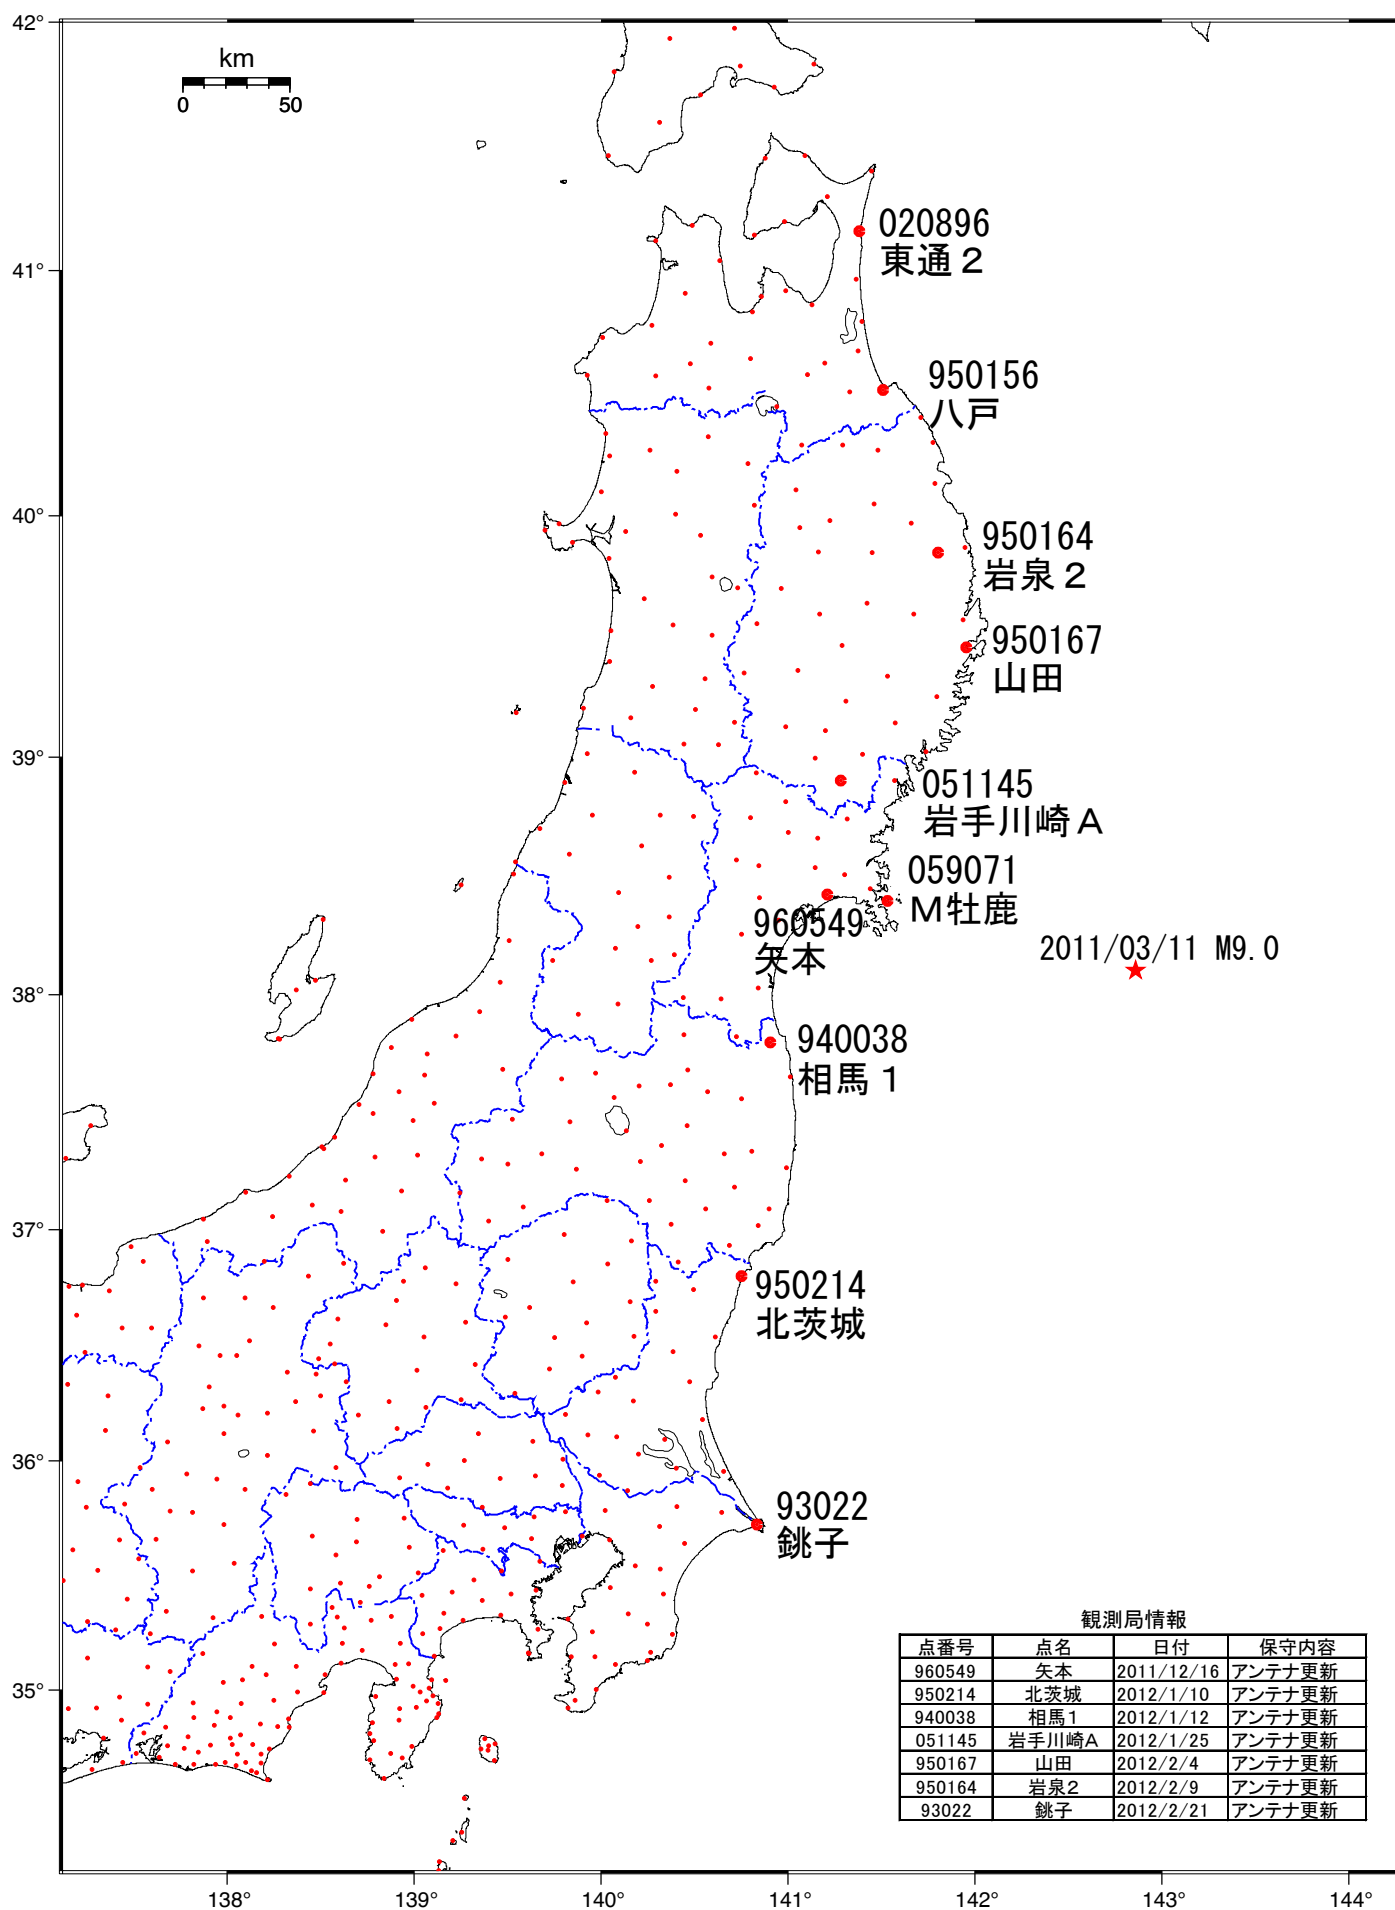 42°
km
0 50
020896
東通２
41°
950156
八戸
40°
950164
岩泉２
950167
山田
39°
051145
岩手川崎Ａ
059071
Ｍ牡鹿
960549
矢本
2011/03/11 M9.0
38°
940038
相馬１
37°
950214
北茨城
36°
93022
銚子
観測局情報
点番号 点名 日付 保守内容
960549 矢本 2011/12/16 アンテナ更新
950214 北茨城 2012/1/10 アンテナ更新
940038 相馬1 2012/1/12 アンテナ更新
051145 岩手川崎A 2012/1/25 アンテナ更新
950167 山田 2012/2/4 アンテナ更新
950164 岩泉2 2012/2/9 アンテナ更新
93022 銚子 2012/2/21 アンテナ更新
35°
138° 139° 140° 141° 142° 143° 144°